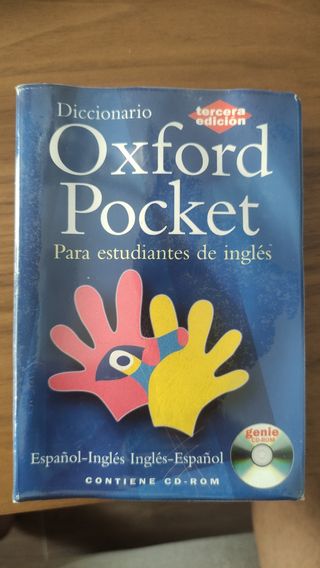 Diccionario
tercera
edición
Oxford
Pocket
Para estudiantes de inglés
genie
CD-ROM
Español-Inglés Inglés-Español
CONTIENE CD-ROM